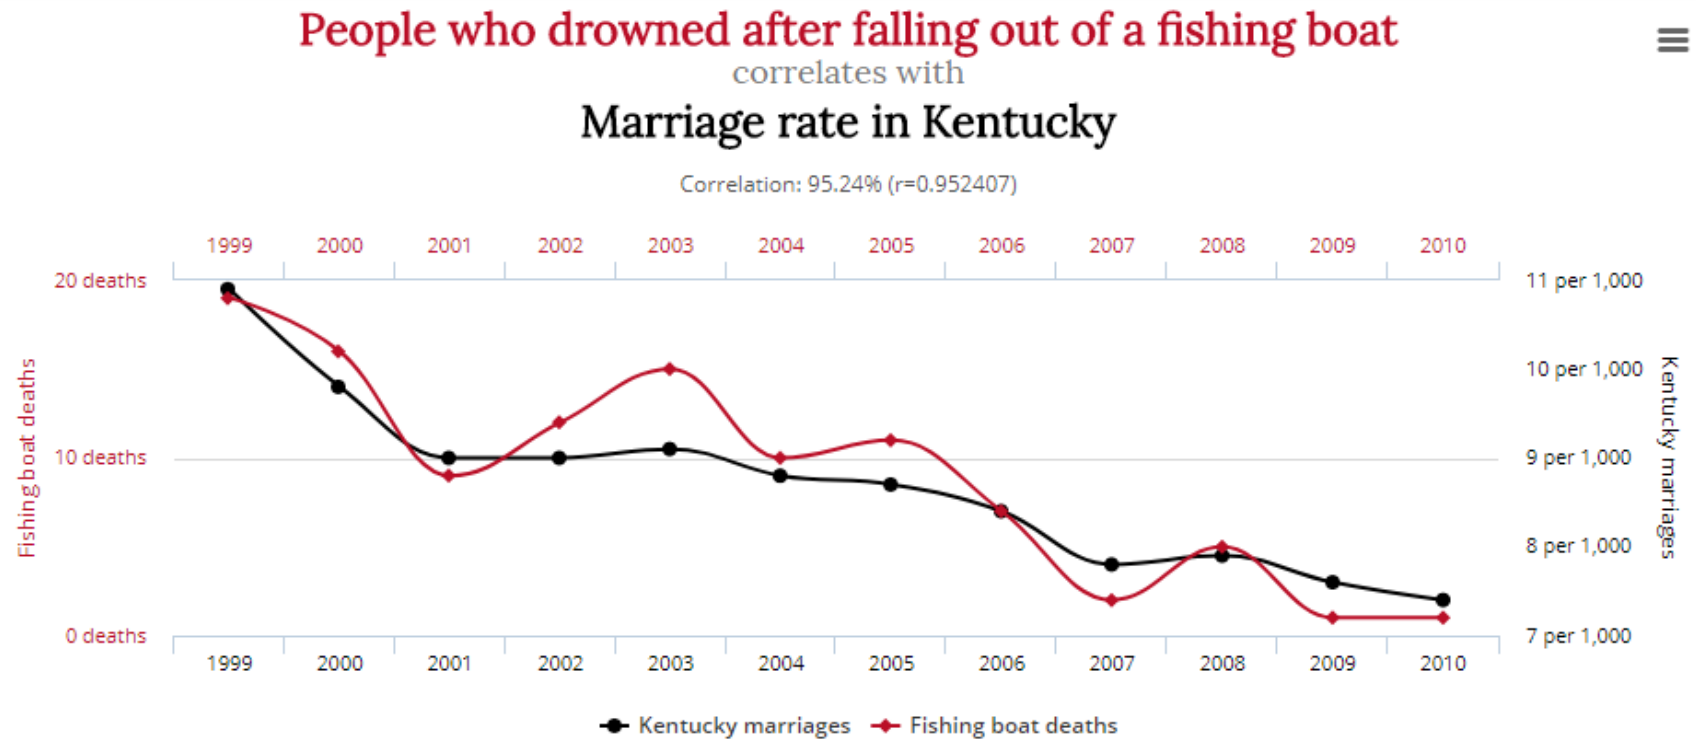 People who drowned after falling out of a fishing boat
correlates with
Marriage rate in Kentucky
Correlation: 95.24% (r=0.952407)
1999 2000 2001 2002 2003 2004 2005 2006 2007 2008 2009 2010
20 deaths
10 deaths
0 deaths
Fishing boat deaths
11 per 1,000
10 per 1,000
9 per 1,000
8 per 1,000
7 per 1,000
Kentucky marriages
1999 2000 2001 2002 2003 2004 2005 2006 2007 2008 2009 2010
Kentucky marriages Fishing boat deaths